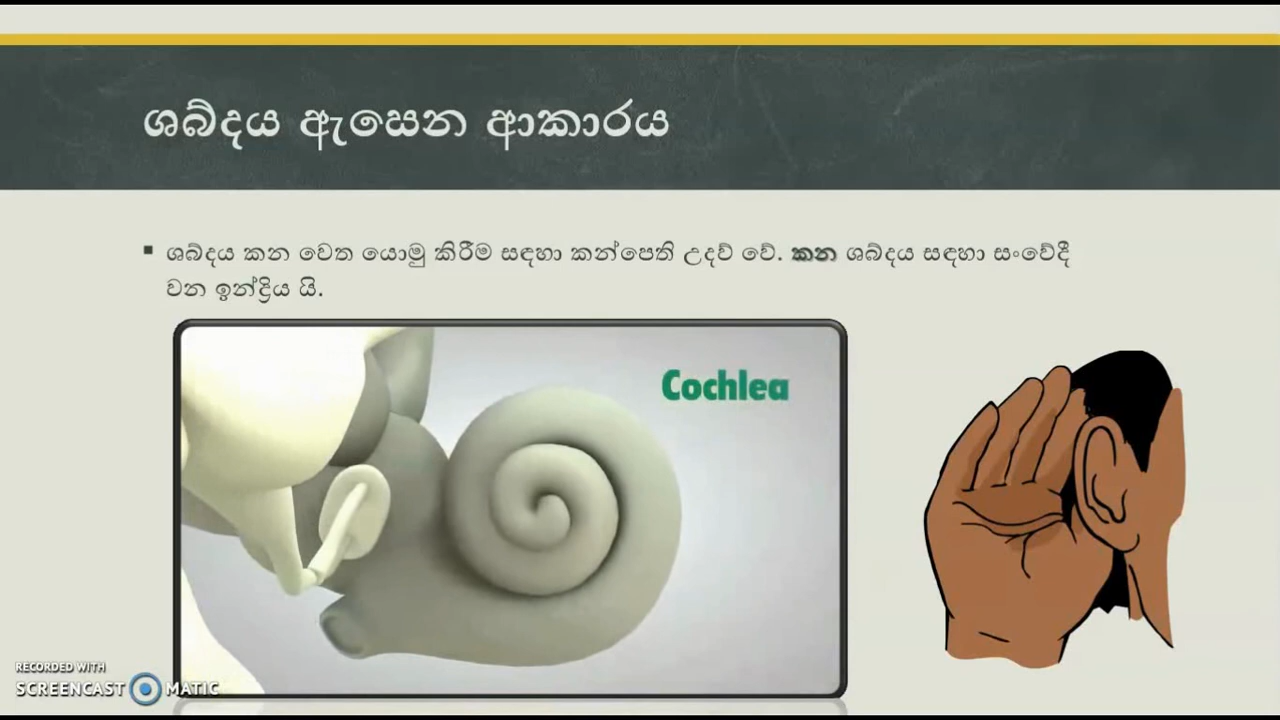 ශබ්දය ඇසෙන ආකාරය
▪ ශබ්දය කන වෙත යොමු කිරීම සඳහා කන්පෙති උදව් වේ. කන ශබ්දය සඳහා සංවේදී
වන ඉන්ද්‍රිය යි.
Cochlea
RECORDED WITH
SCREENCAST MATIC